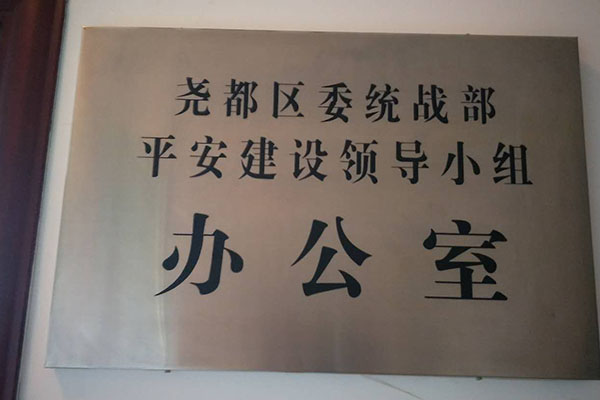 尧都区委统战部
平安建设领导小组
办公室